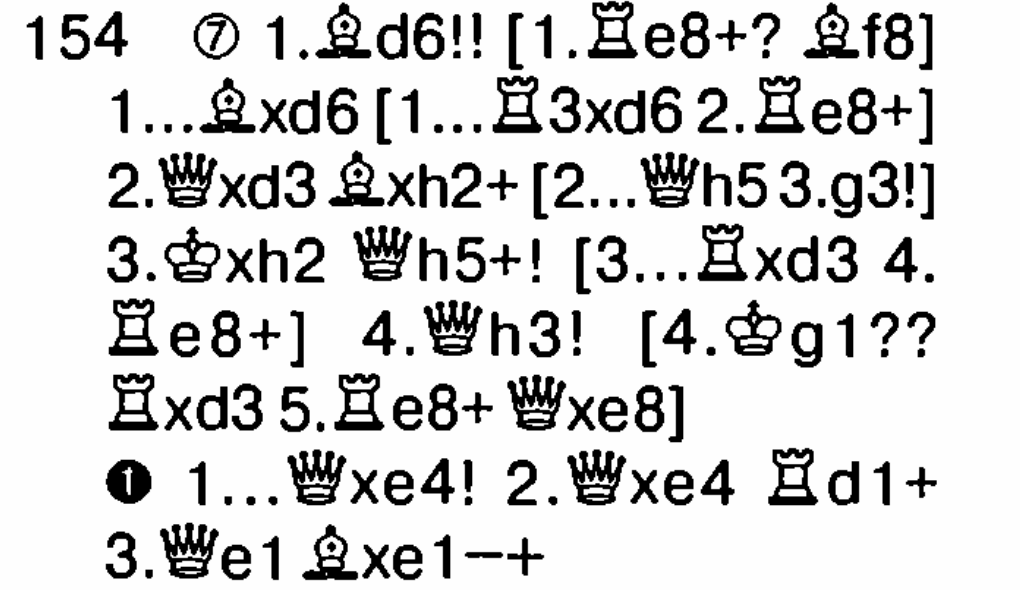 154 ⑦ 1.♗d6!! [1.♖e8+? ♗f8]
1...♗xd6 [1...♖3xd6 2.♖e8+]
2.♕xd3 ♗xh2+ [2...♕h5 3.g3!]
3.♔xh2 ♕h5+! [3...♖xd3 4.
♖e8+] 4.♕h3! [4.♔g1??
♖xd3 5.♖e8+ ♕xe8]
❶ 1...♕xe4! 2.♕xe4 ♖d1+
3.♕e1 ♗xe1−+